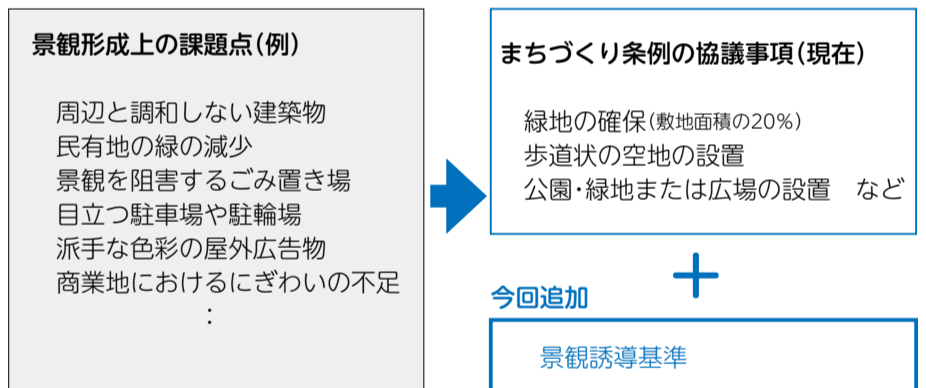 景観形成上の課題点(例)
周辺と調和しない建築物
民有地の緑の減少
景観を阻害するごみ置き場
目立つ駐車場や駐輪場
派手な色彩の屋外広告物
商業地におけるにぎわいの不足
：
まちづくり条例の協議事項(現在)
緑地の確保(敷地面積の20%)
歩道状の空地の設置
公園・緑地または広場の設置　など
+
今回追加
景観誘導基準